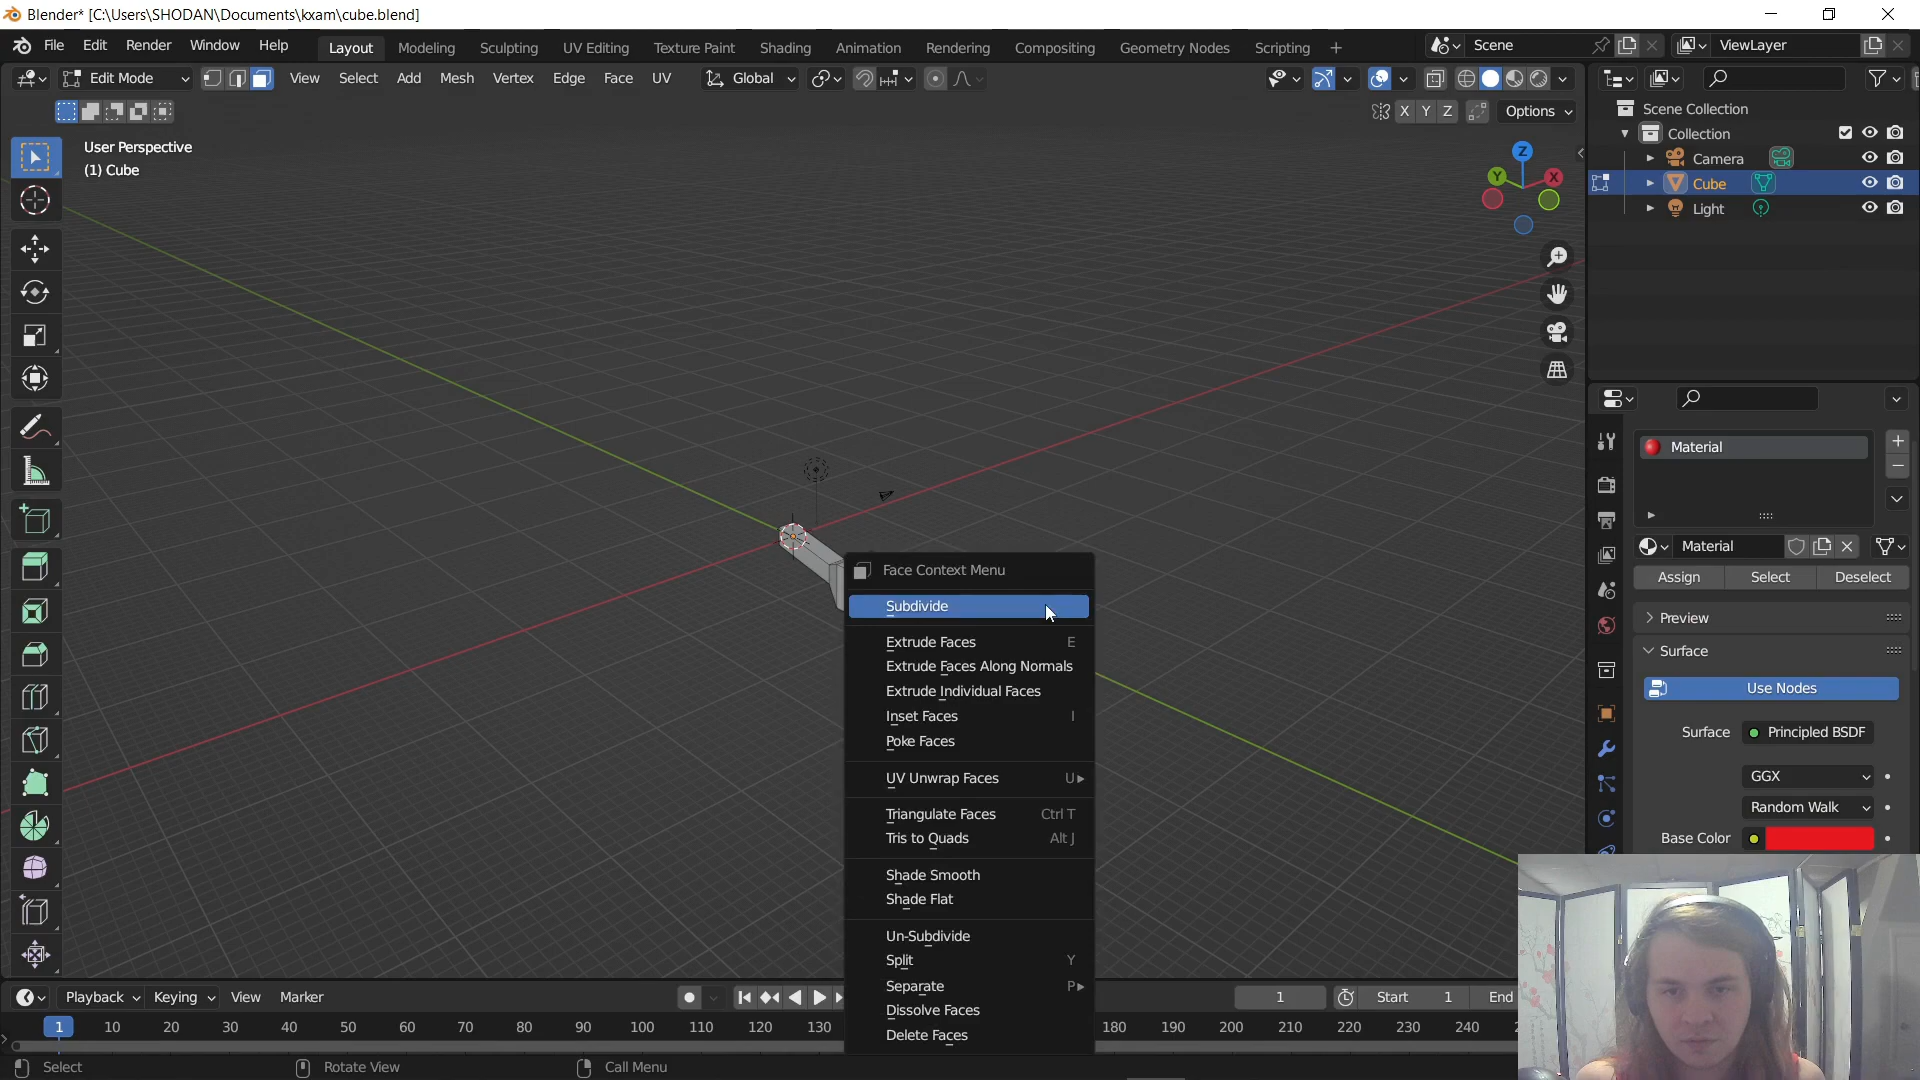 Blender* [C:\Users\SHODAN\Documents\kxam\cube.blend]
File Edit Render Window Help Layout Modeling Sculpting UV Editing Texture Paint Shading Animation Rendering Compositing Geometry Nodes Scripting + Scene ViewLayer
Edit Mode View Select Add Mesh Vertex Edge Face UV Global
X Y Z Options
User Perspective
(1) Cube
Z
Y
X
Scene Collection
Collection
Camera
Cube
Light
Material
Material
Assign Select Deselect
Preview
Surface
Use Nodes
Surface Principled BSDF
GGX
Random Walk
Base Color
Face Context Menu
Subdivide
Extrude Faces E
Extrude Faces Along Normals
Extrude Individual Faces
Inset Faces I
Poke Faces
UV Unwrap Faces U
Triangulate Faces Ctrl T
Tris to Quads Alt J
Shade Smooth
Shade Flat
Un-Subdivide
Split Y
Separate P
Dissolve Faces
Delete Faces
Playback Keying View Marker 1 Start 1 End
1 10 20 30 40 50 60 70 80 90 100 110 120 130 180 190 200 210 220 230 240
Select Rotate View Call Menu